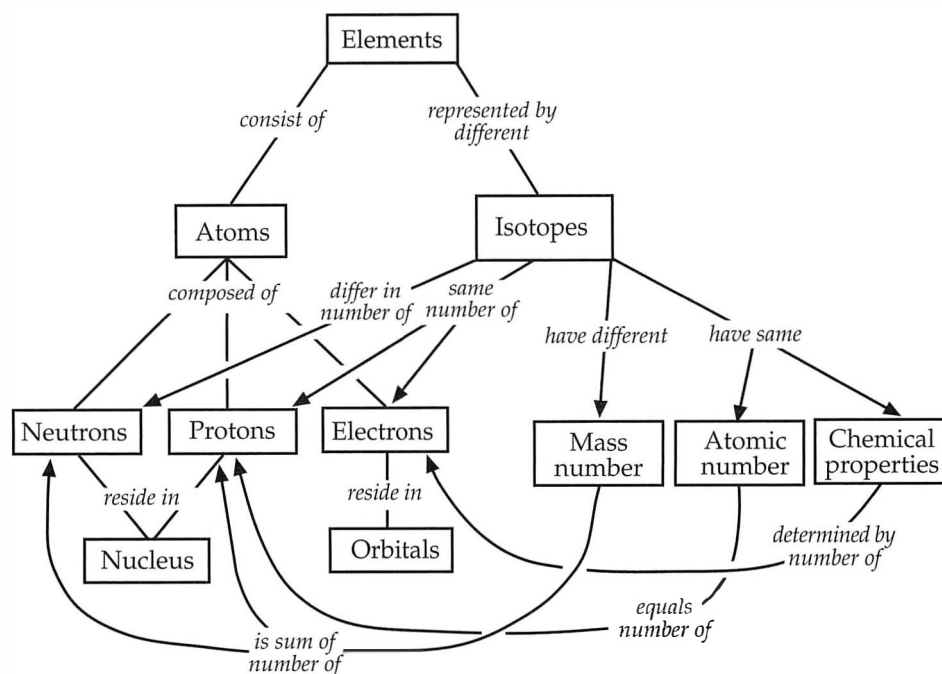 Elements
consist of
represented by
different
Atoms
Isotopes
composed of
differ in
number of
same
number of
have different
have same
Neutrons
Protons
Electrons
Mass
number
Atomic
number
Chemical
properties
reside in
reside in
Nucleus
Orbitals
determined by
number of
equals
number of
is sum of
number of